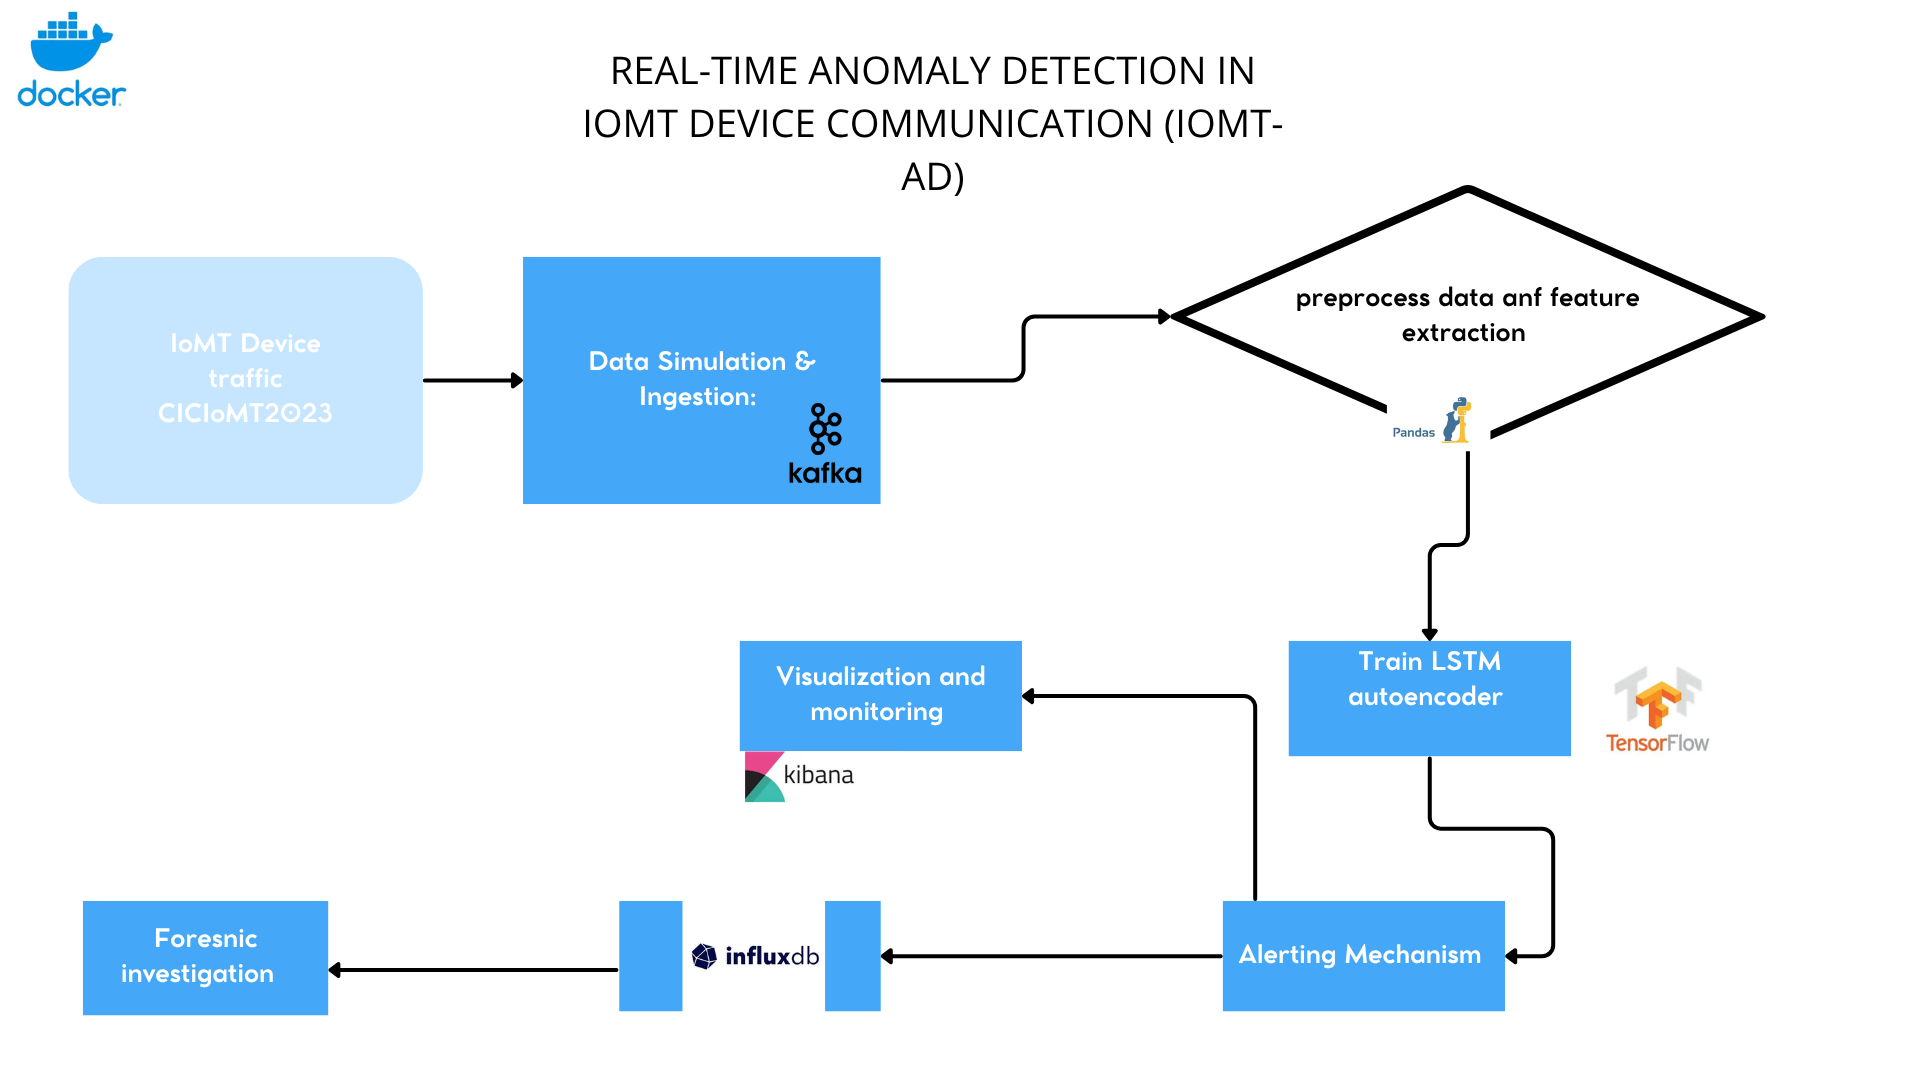 docker
REAL-TIME ANOMALY DETECTION IN
IOMT DEVICE COMMUNICATION (IOMT-
AD)
IoMT Device
traffic
CICIoMT2023
Data Simulation &
Ingestion:
kafka
preprocess data anf feature
extraction
Pandas
Train LSTM
autoencoder
TensorFlow
Visualization and
monitoring
kibana
Alerting Mechanism
influxdb
Foresnic
investigation